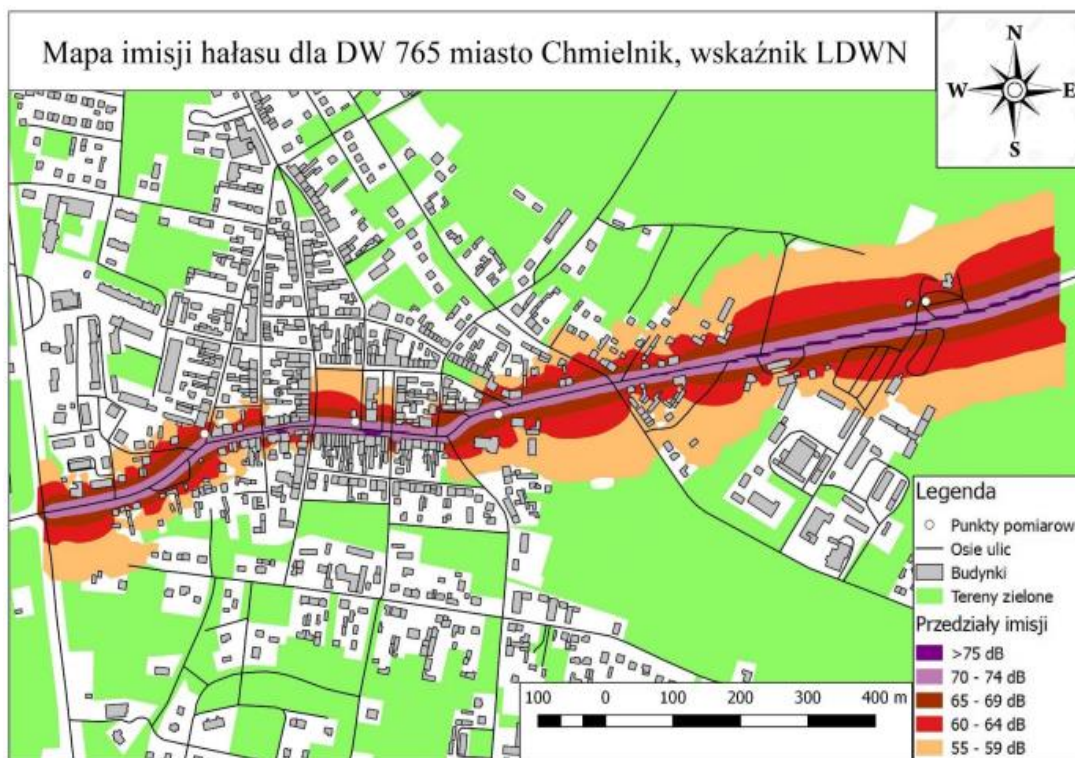 Mapa imisji hałasu dla DW 765 miasto Chmielnik, wskaźnik LDWN
N
W E
S
Legenda
Punkty pomiarow
Osie ulic
Budynki
Tereny zielone
Przedziały imisji
>75 dB
70 - 74 dB
65 - 69 dB
60 - 64 dB
55 - 59 dB
100 0 100 200 300 400 m